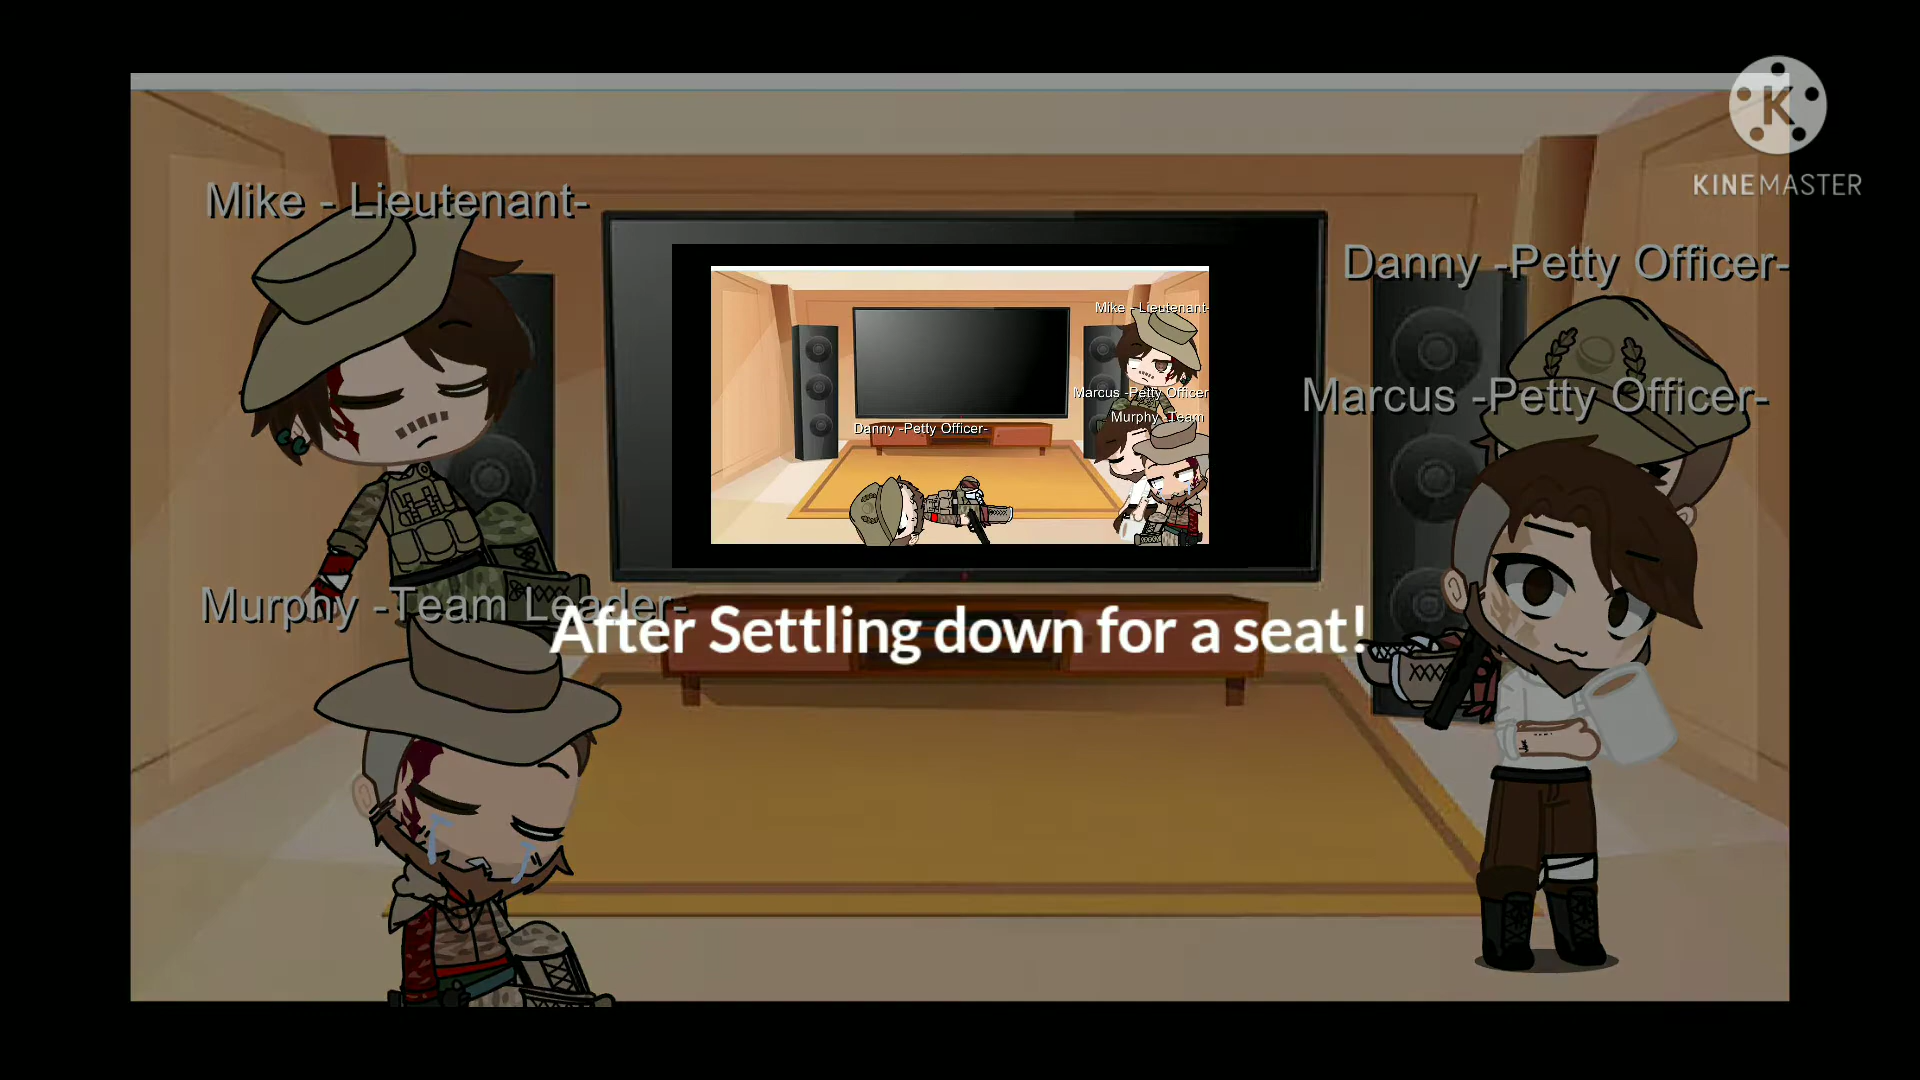 K
KINEMASTER
Mike - Lieutenant-
Danny -Petty Officer-
Marcus -Petty Officer-
Mike - Lieutenant-
Marcus -Petty Officer
Murphy -Team
Danny -Petty Officer-
Murphy -Team Leader-
After Settling down for a seat!